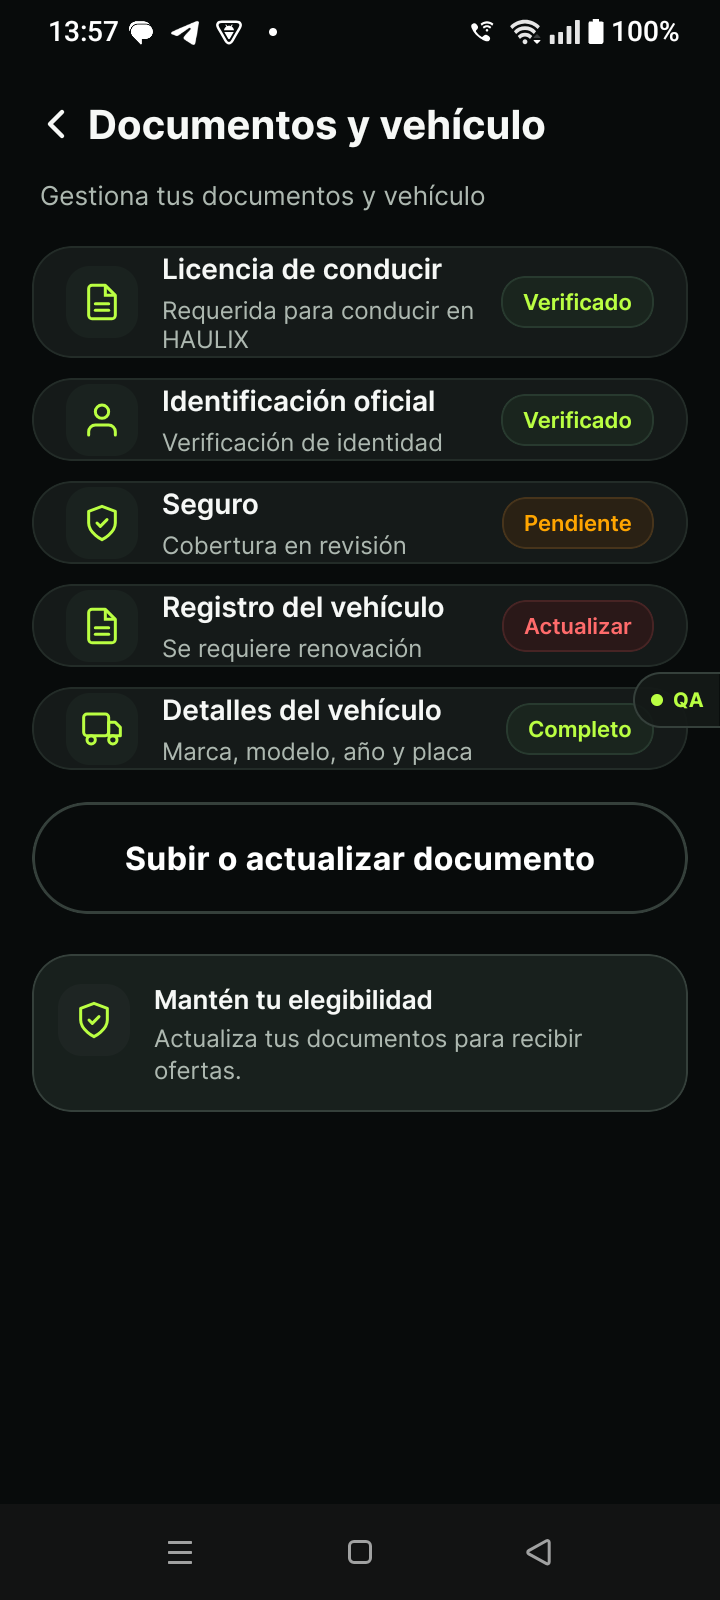 13:57
100%
Documentos y vehículo
Gestiona tus documentos y vehículo
Licencia de conducir
Requerida para conducir en
HAULIX
Verificado
Identificación oficial
Verificación de identidad
Verificado
Seguro
Cobertura en revisión
Pendiente
Registro del vehículo
Se requiere renovación
Actualizar
QA
Detalles del vehículo
Marca, modelo, año y placa
Completo
Subir o actualizar documento
Mantén tu elegibilidad
Actualiza tus documentos para recibir
ofertas.